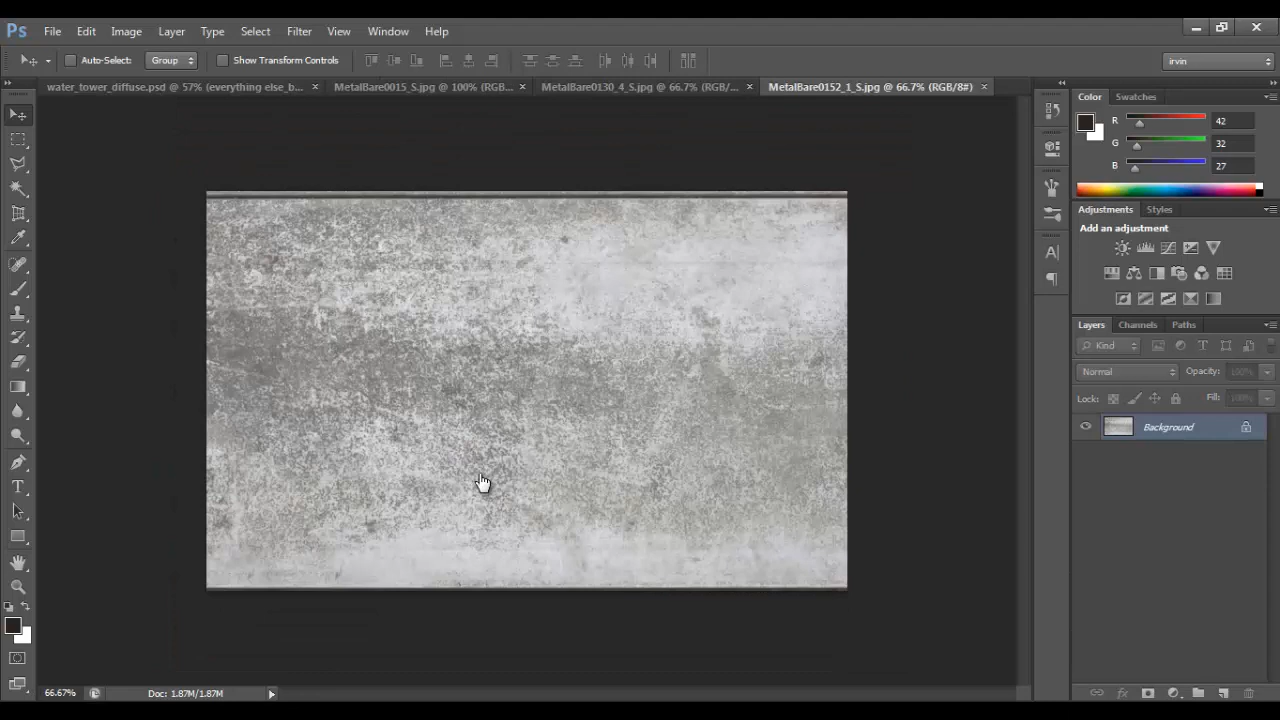 Ps File Edit Image Layer Type Select Filter View Window Help
Auto-Select: Group Show Transform Controls irvin
water_tower_diffuse.psd @ 57% (everything else_b... × MetalBare0015_S.jpg @ 100% (RGB... × MetalBare0130_4_S.jpg @ 66.7% (RGB/... × MetalBare0152_1_S.jpg @ 66.7% (RGB/8#) ×
Color Swatches
R 42
G 32
B 27
Adjustments Styles
Add an adjustment
Layers Channels Paths
Kind
Normal Opacity: 100%
Lock: Fill: 100%
Background
66.67% Doc: 1.87M/1.87M